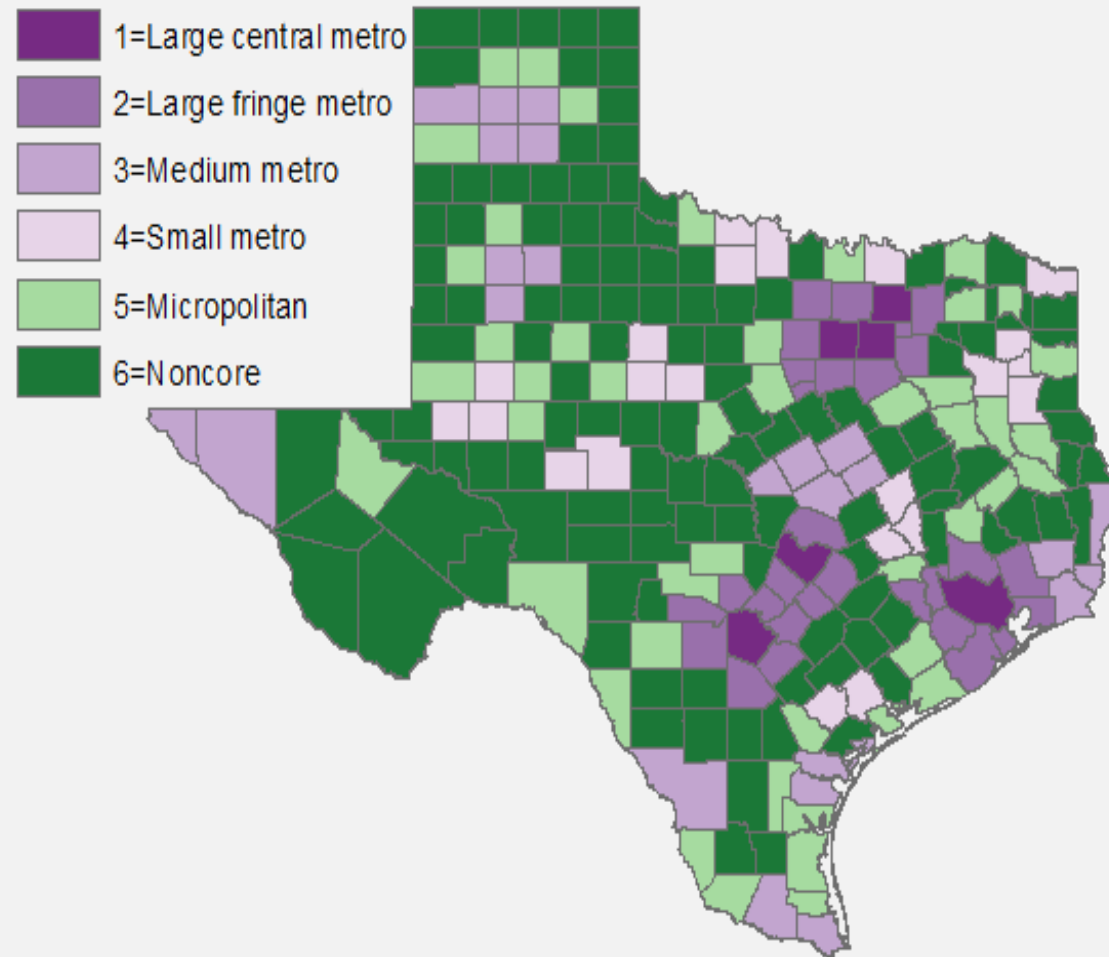 1=Large central metro
2=Large fringe metro
3=Medium metro
4=Small metro
5=Micropolitan
6=Noncore